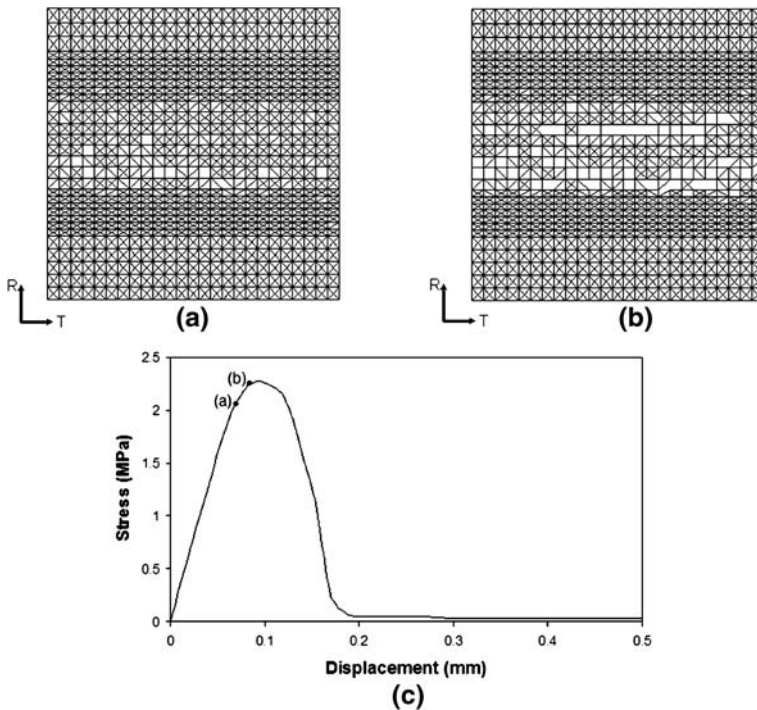 R
T
(a)
R
T
(b)
2.5
2
1.5
1
0.5
0
Stress (MPa)
(b)
(a)
0
0.1
0.2
0.3
0.4
0.5
Displacement (mm)
(c)